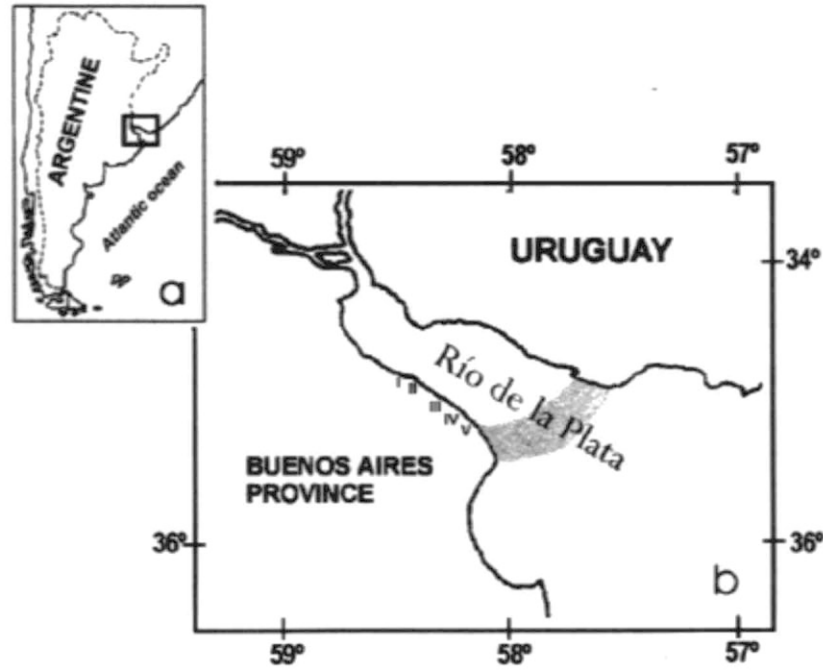 ARGENTINE
Atlantic ocean
a
59º
58º
57º
URUGUAY
34º
Río de la Plata
I
II
III
IV
V
BUENOS AIRES
PROVINCE
36º
36º
b
59º
58º
57º